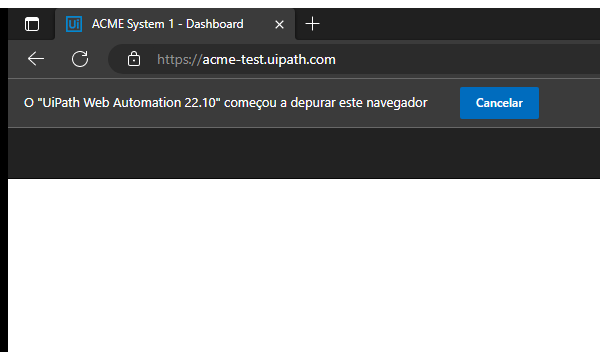 Ui ACME System 1 - Dashboard
https://acme-test.uipath.com
O "UiPath Web Automation 22.10" começou a depurar este navegador Cancelar